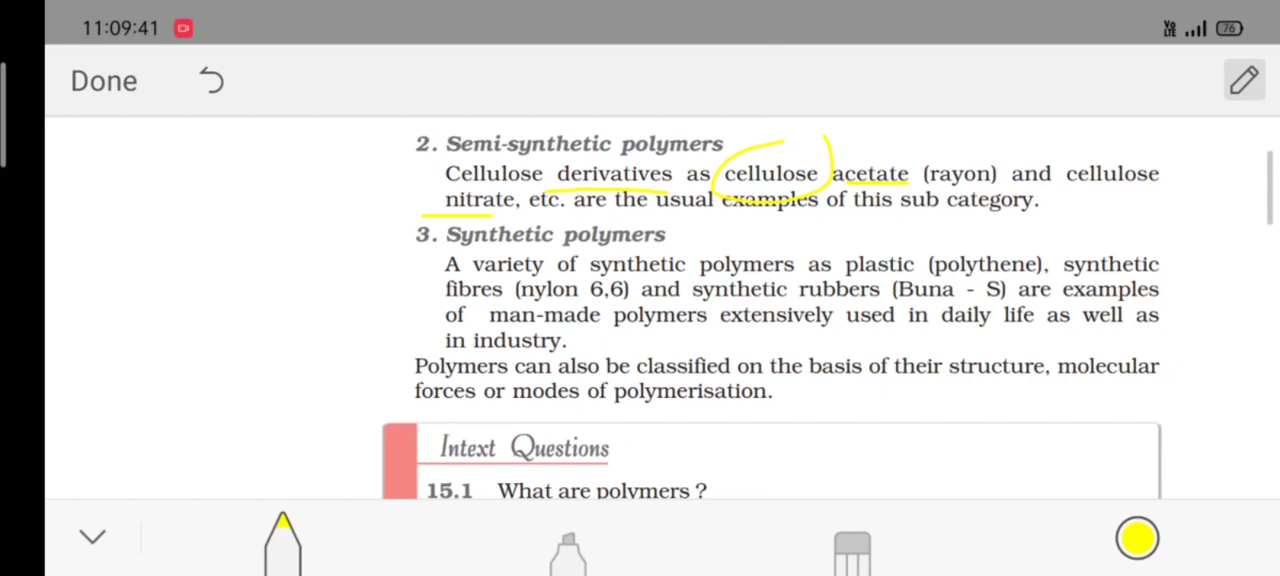 11:09:41
Vo LTE 76
Done
2. Semi-synthetic polymers
Cellulose derivatives as cellulose acetate (rayon) and cellulose
nitrate, etc. are the usual examples of this sub category.
3. Synthetic polymers
A variety of synthetic polymers as plastic (polythene), synthetic
fibres (nylon 6,6) and synthetic rubbers (Buna - S) are examples
of man-made polymers extensively used in daily life as well as
in industry.
Polymers can also be classified on the basis of their structure, molecular
forces or modes of polymerisation.
Intext Questions
15.1 What are polymers ?